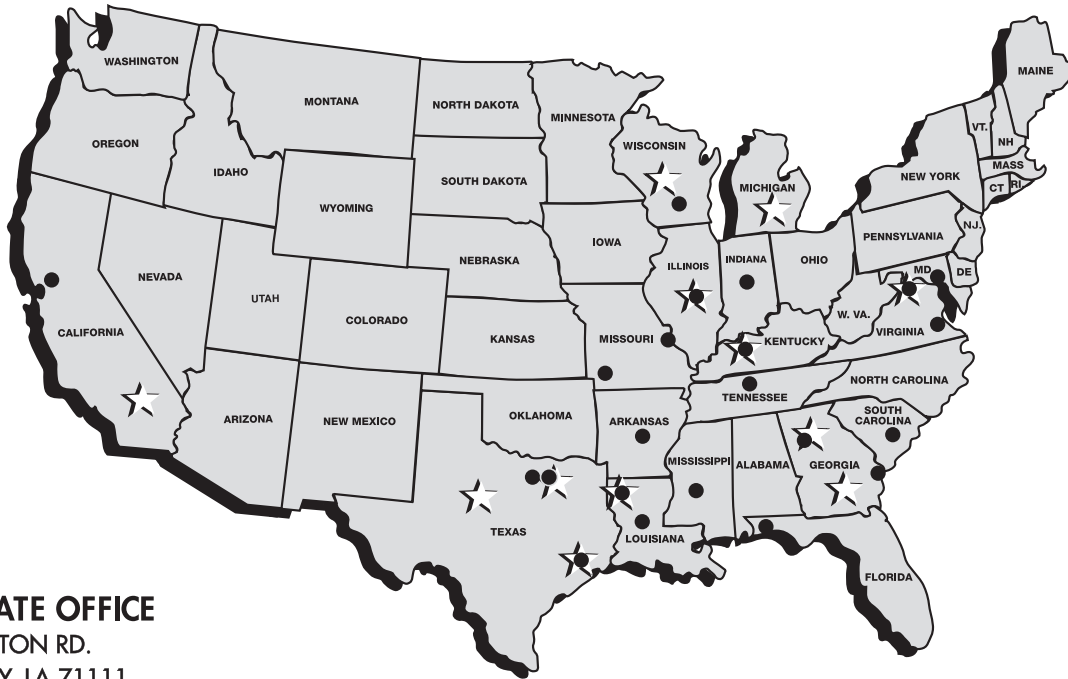 WASHINGTON
MONTANA
NORTH DAKOTA
MINNESOTA
MAINE
OREGON
IDAHO
WISCONSIN
VT.
NH
MASS
SOUTH DAKOTA
MICHIGAN
NEW YORK
CT
RI
WYOMING
IOWA
PENNSYLVANIA
NJ.
NEBRASKA
ILLINOIS
INDIANA
OHIO
MD
DE
NEVADA
UTAH
COLORADO
W. VA.
CALIFORNIA
KANSAS
MISSOURI
KENTUCKY
VIRGINIA
NORTH CAROLINA
TENNESSEE
ARIZONA
NEW MEXICO
OKLAHOMA
ARKANSAS
SOUTH
CAROLINA
MISSISSIPPI
ALABAMA
GEORGIA
TEXAS
LOUISIANA
FLORIDA
ATE OFFICE
TON RD.
Y, LA 71111